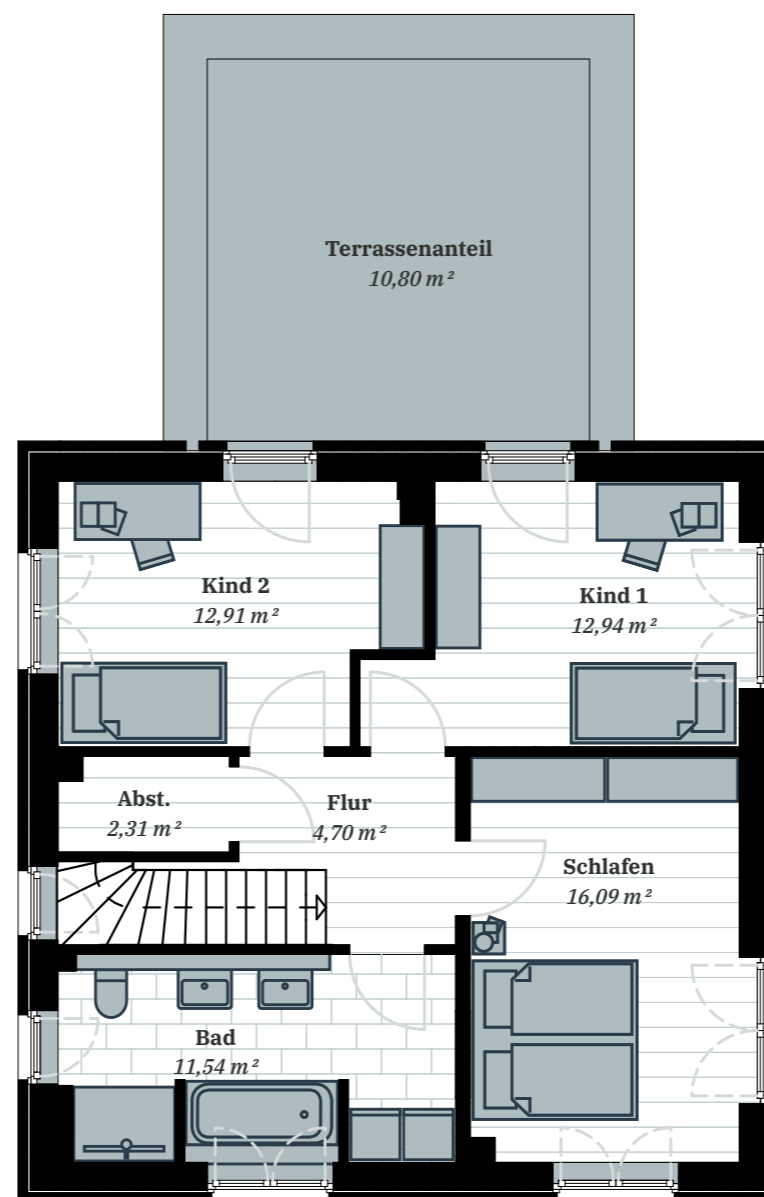 Terrassenanteil
10,80 m²
Kind 2
12,91 m²
Kind 1
12,94 m²
Abst.
2,31 m²
Flur
4,70 m²
Schlafen
16,09 m²
Bad
11,54 m²